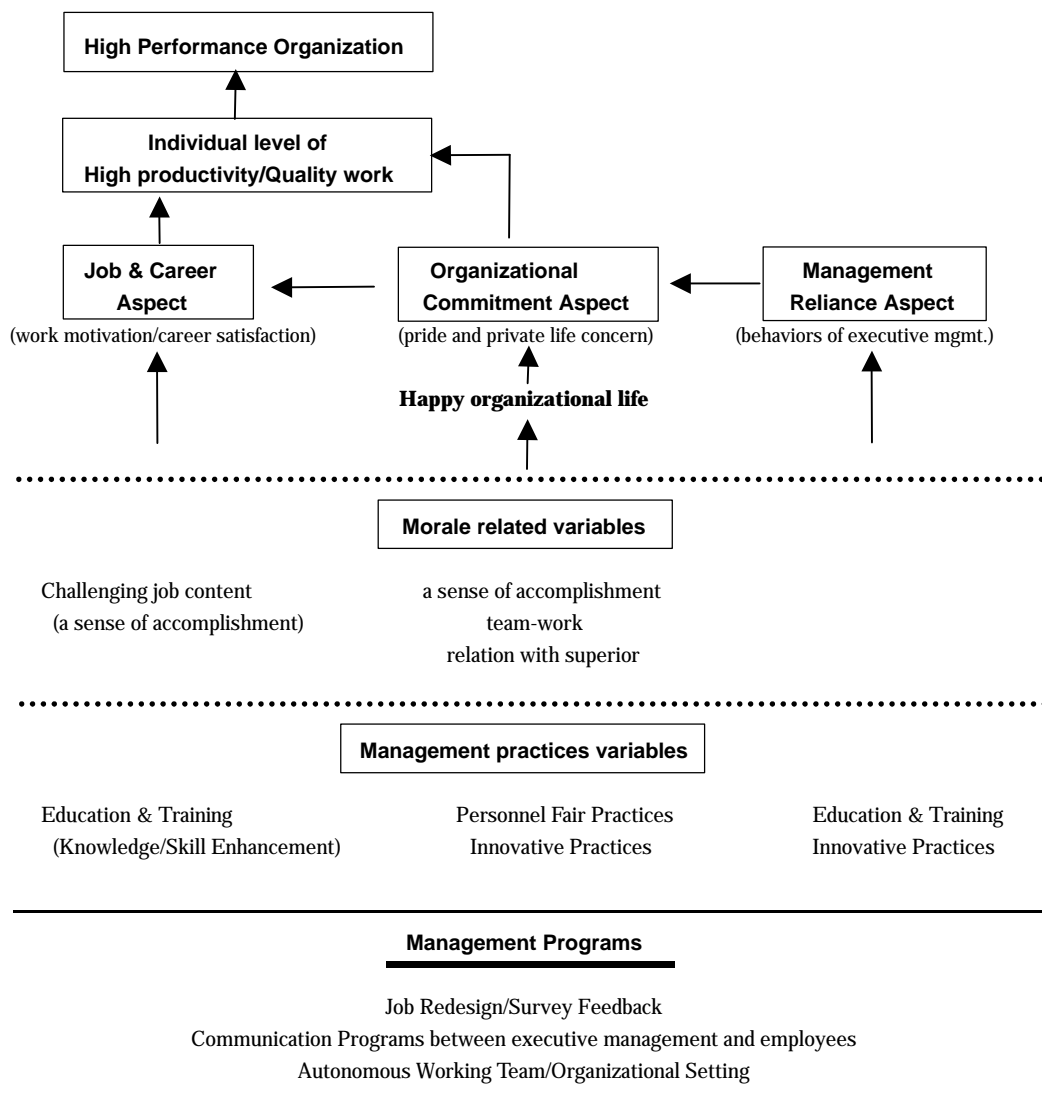 High Performance Organization
Individual level of
High productivity/Quality work
Job & Career
Aspect
(work motivation/career satisfaction)
Organizational
Commitment Aspect
(pride and private life concern)
Management
Reliance Aspect
(behaviors of executive mgmt.)
Happy organizational life
Morale related variables
Challenging job content
(a sense of accomplishment)
a sense of accomplishment
team-work
relation with superior
Management practices variables
Education & Training
(Knowledge/Skill Enhancement)
Personnel Fair Practices
Innovative Practices
Education & Training
Innovative Practices
Management Programs
Job Redesign/Survey Feedback
Communication Programs between executive management and employees
Autonomous Working Team/Organizational Setting